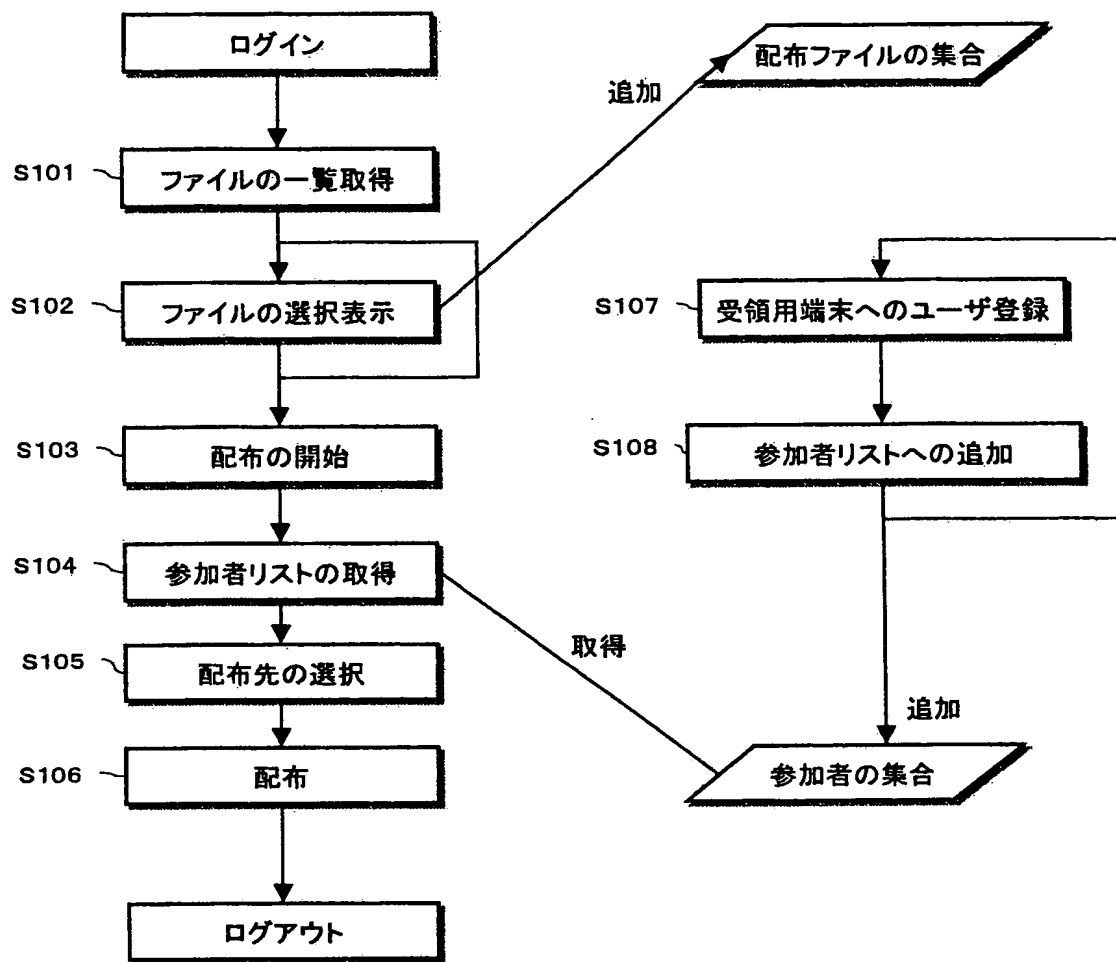 ログイン
S101
ファイルの一覧取得
S102
ファイルの選択表示
S103
配布の開始
S104
参加者リストの取得
S105
配布先の選択
S106
配布
ログアウト
追加
配布ファイルの集合
S107
受領用端末へのユーザ登録
S108
参加者リストへの追加
取得
追加
参加者の集合